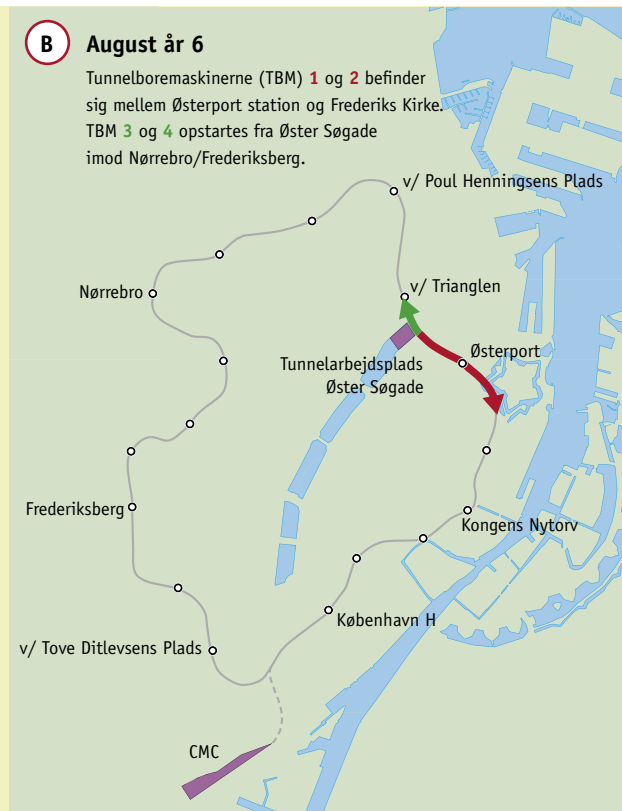 B
August år 6
Tunnelboremaskinerne (TBM) 1 og 2 befinder
sig mellem Østerport station og Frederiks Kirke.
TBM 3 og 4 opstartes fra Øster Søgade
imod Nørrebro/Frederiksberg.
v/ Poul Henningsens Plads
Nørrebro
v/ Trianglen
Østerport
Tunnelarbejdsplads
Øster Søgade
Frederiksberg
Kongens Nytorv
København H
v/ Tove Ditlevsens Plads
CMC